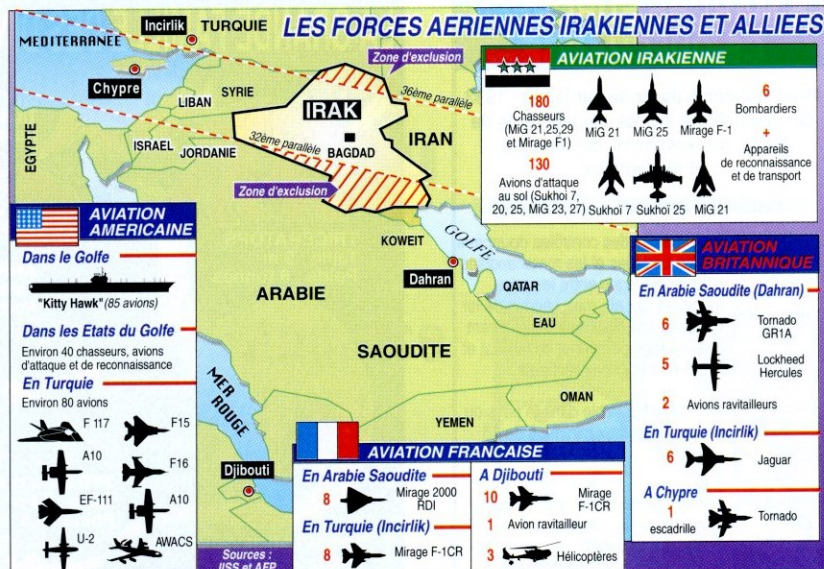 LES FORCES AERIENNES IRAKIENNES ET ALLIEES
MEDITERRANEE
Incirlik
TURQUIE
Chypre
Zone d'exclusion
36ème parallèle
LIBAN
SYRIE
IRAK
IRAN
BAGDAD
32ème parallèle
EGYPTE
ISRAEL
JORDANIE
Zone d'exclusion
KOWEIT
GOLFE
Dahran
QATAR
ARABIE
SAOUDITE
EAU
OMAN
YEMEN
MER ROUGE
Djibouti
AVIATION IRAKIENNE
180
Chasseurs
(MiG 21,25,29
et Mirage F1)
130
Avions d'attaque
au sol (Sukhoï 7,
20, 25, MiG 23, 27)
MiG 21
MiG 25
Mirage F-1
Sukhoï 7
Sukhoï 25
MiG 21
6
Bombardiers
+
Appareils
de reconnaissance
et de transport
AVIATION
AMERICAINE
Dans le Golfe
"Kitty Hawk" (85 avions)
Dans les Etats du Golfe
Environ 40 chasseurs, avions
d'attaque et de reconnaissance
En Turquie
Environ 80 avions
F 117
F15
A10
F16
EF-111
A10
U-2
AWACS
Sources :
IISS et AFP
AVIATION FRANCAISE
En Arabie Saoudite
8
Mirage 2000
RDI
En Turquie (Incirlik)
8
Mirage F-1CR
A Djibouti
10
Mirage
F-1CR
1
Avion ravitailleur
3
Hélicoptères
AVIATION
BRITANNIQUE
En Arabie Saoudite (Dahran)
6
Tornado
GR1A
5
Lockheed
Hercules
2
Avions ravitailleurs
En Turquie (Incirlik)
6
Jaguar
A Chypre
1
escadrille
Tornado